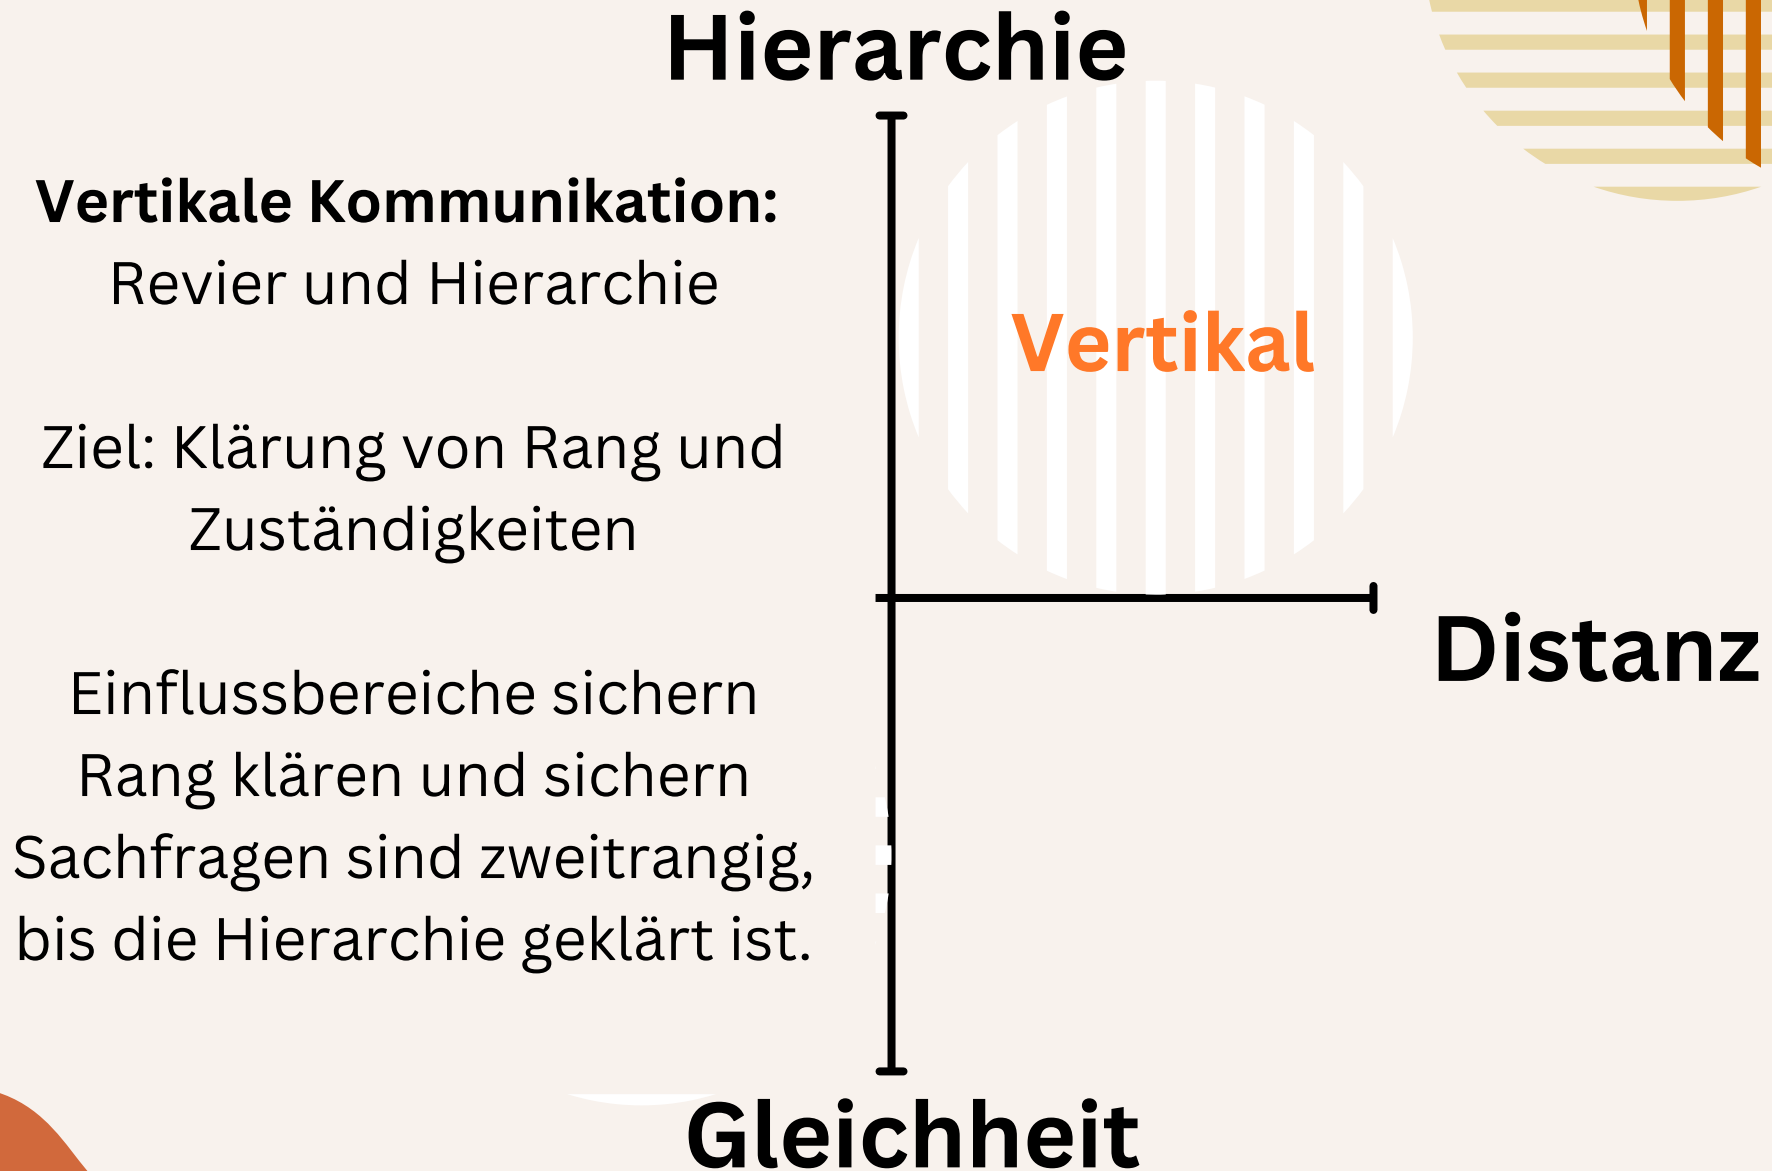 Hierarchie
Vertikale Kommunikation:
Revier und Hierarchie
Ziel: Klärung von Rang und
Zuständigkeiten
Einflussbereiche sichern
Rang klären und sichern
Sachfragen sind zweitrangig,
bis die Hierarchie geklärt ist.
Vertikal
Distanz
Gleichheit